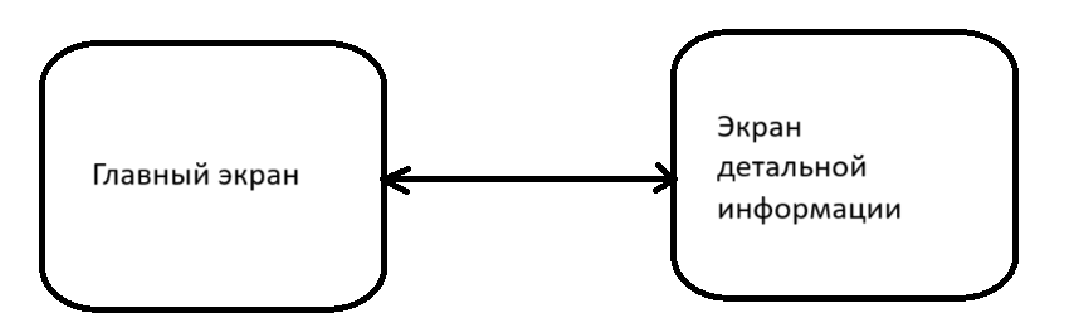 Главный экран
Экран
детальной
информации